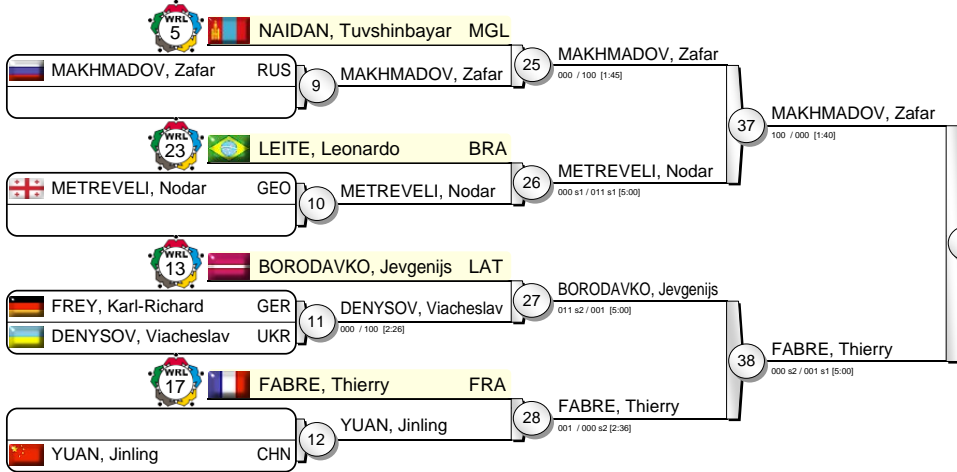 WRL
5
NAIDAN, Tuvshinbayar MGL
MAKHMADOV, Zafar RUS
9
MAKHMADOV, Zafar
25
MAKHMADOV, Zafar
000 / 100 [1:45]
37
MAKHMADOV, Zafar
100 / 000 [1:40]
WRL
23
LEITE, Leonardo BRA
METREVELI, Nodar GEO
10
METREVELI, Nodar
26
METREVELI, Nodar
000 s1 / 011 s1 [5:00]
WRL
13
BORODAVKO, Jevgenijs LAT
FREY, Karl-Richard GER
DENYSOV, Viacheslav UKR
11
DENYSOV, Viacheslav
000 / 100 [2:26]
27
BORODAVKO, Jevgenijs
011 s2 / 001 [5:00]
38
FABRE, Thierry
000 s2 / 001 s1 [5:00]
WRL
17
FABRE, Thierry FRA
YUAN, Jinling CHN
12
YUAN, Jinling
28
FABRE, Thierry
001 / 000 s2 [2:36]